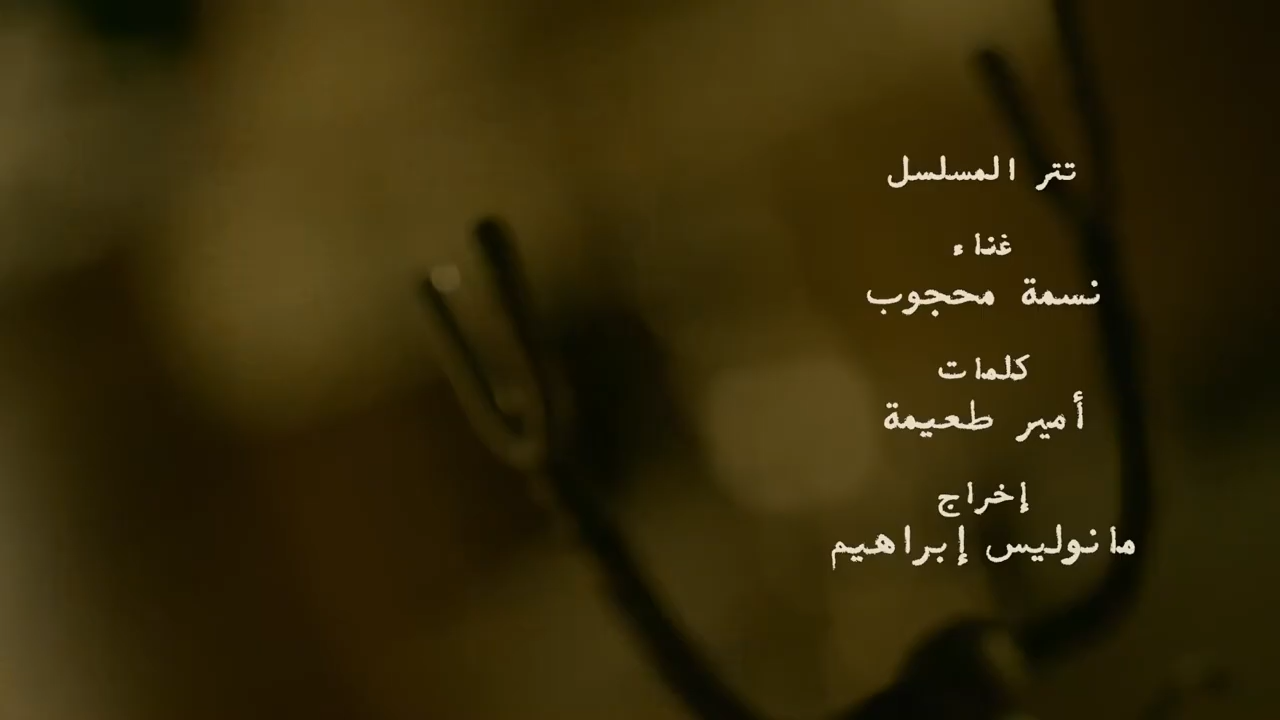 تتر المسلسل
غناء
نسمة محجوب
كلمات
أمير طعيمة
إخراج
مانوليس إبراهيم